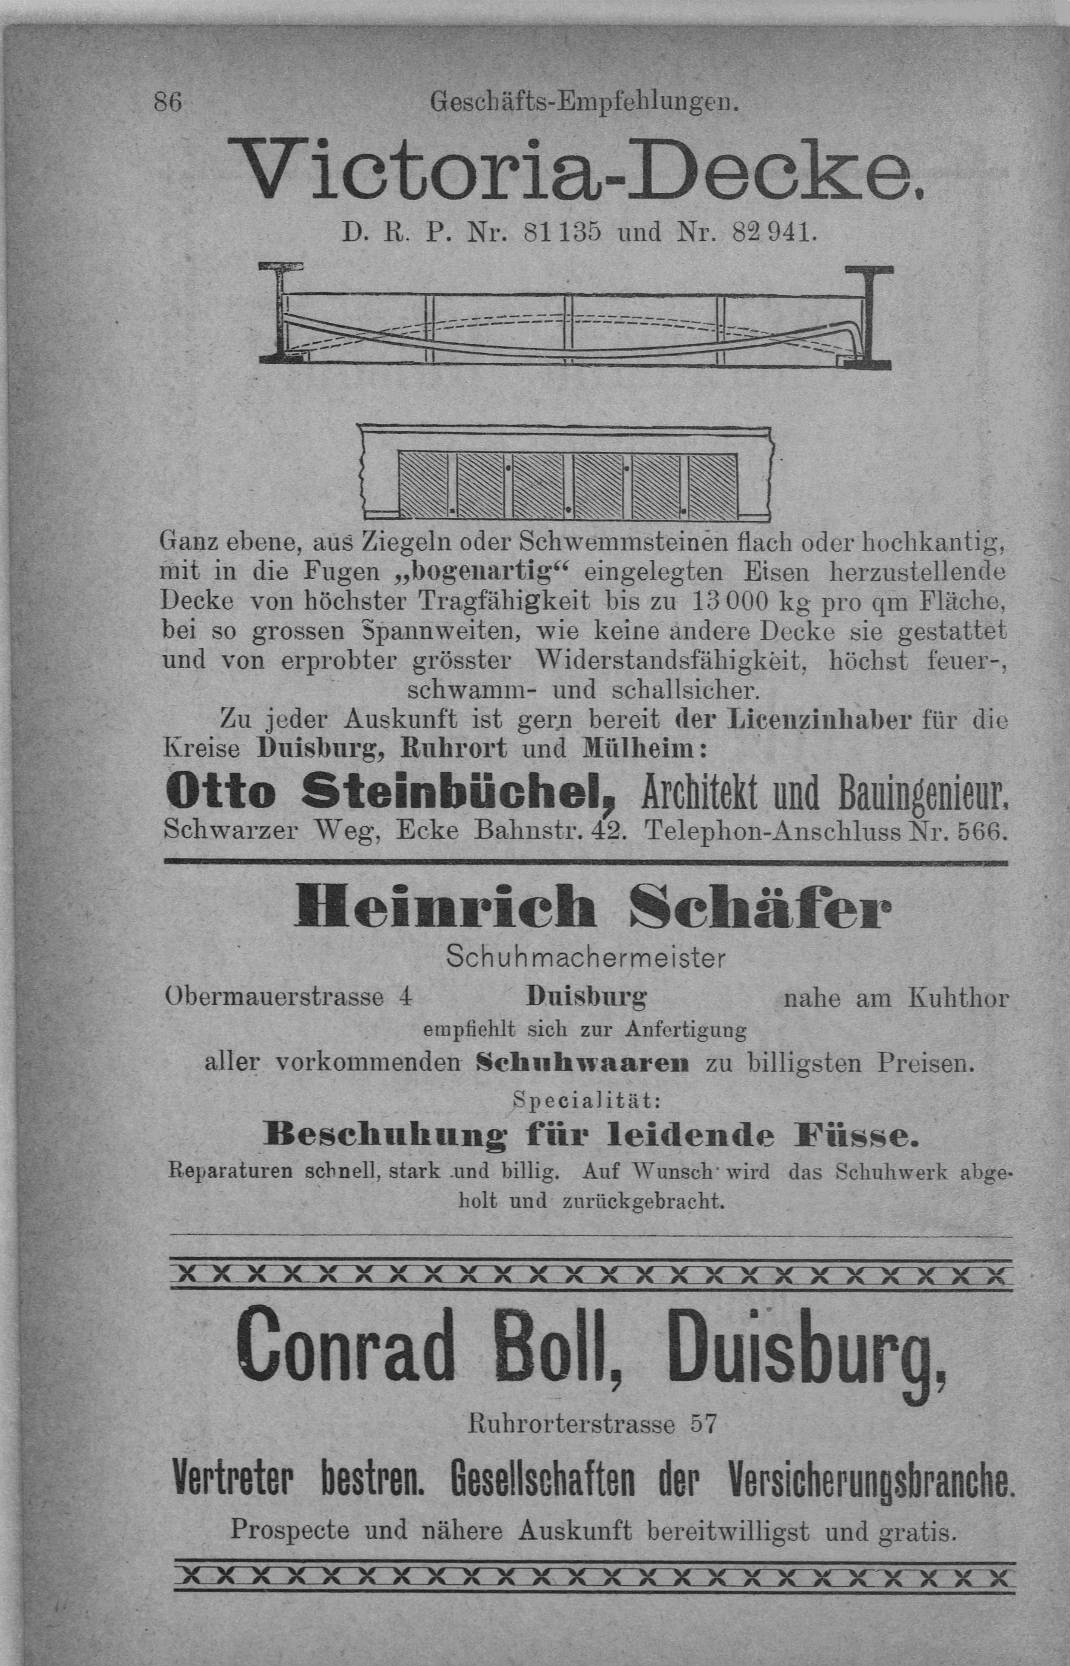 86 Geschäfts-Empfehlungen.
Victoria-Decke.
D. R. P. Nr. 81135 und Nr. 82941.
Ganz ebene, aus Ziegeln oder Schwemmsteinen flach oder hochkantig,
mit in die Fugen „bogenartig“ eingelegten Eisen herzustellende
Decke von höchster Tragfähigkeit bis zu 13000 kg pro qm Fläche,
bei so grossen Spannweiten, wie keine andere Decke sie gestattet
und von erprobter grösster Widerstandsfähigkeit, höchst feuer-,
schwamm- und schallsicher.
Zu jeder Auskunft ist gern bereit der Licenzinhaber für die
Kreise Duisburg, Ruhrort und Mülheim:
Otto Steinbüchel, Architekt und Bauingenieur.
Schwarzer Weg, Ecke Bahnstr. 42. Telephon-Anschluss Nr. 566.
Heinrich Schäfer
Schuhmachermeister
Obermauerstrasse 4 Duisburg nahe am Kuhthor
empfiehlt sich zur Anfertigung
aller vorkommenden Schuhwaaren zu billigsten Preisen.
Specialität:
Beschuhung für leidende Füsse.
Reparaturen schnell, stark und billig. Auf Wunsch wird das Schuhwerk abge-
holt und zurückgebracht.
Conrad Boll, Duisburg,
Ruhrorterstrasse 57
Vertreter bestren. Gesellschaften der Versicherungsbranche.
Prospecte und nähere Auskunft bereitwilligst und gratis.